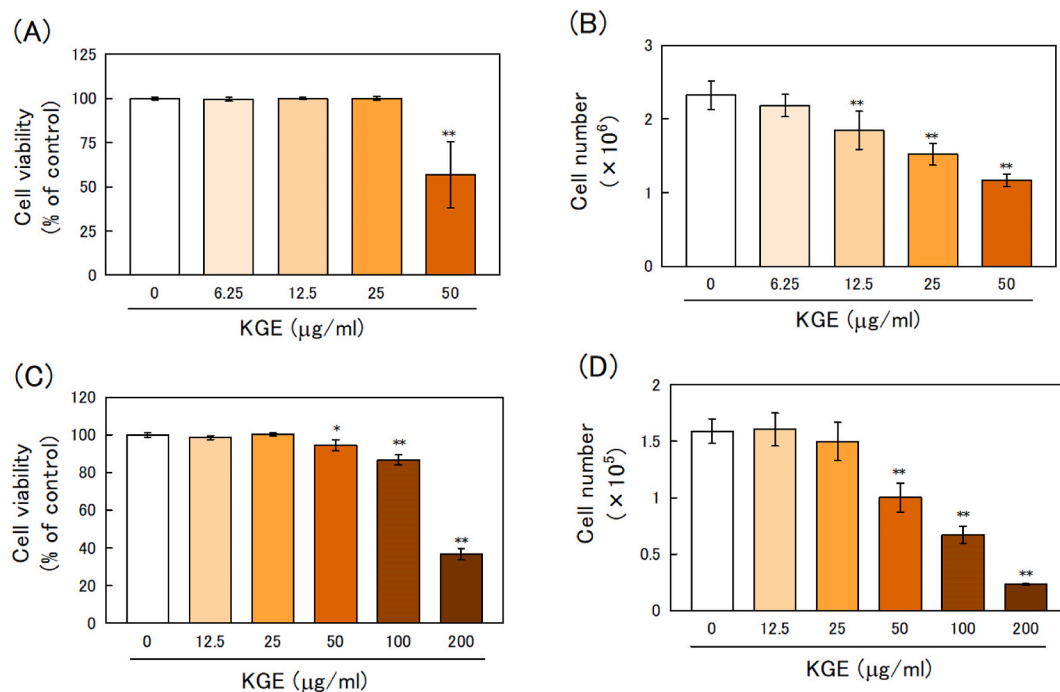 (A)
Cell viability
(% of control)
125
100
75
50
25
0
**
0 6.25 12.5 25 50
KGE (μg/ml)
(B)
Cell number
(×10⁶)
3
2
1
0
** ** **
0 6.25 12.5 25 50
KGE (μg/ml)
(C)
Cell viability
(% of control)
120
100
80
60
40
20
0
* ** **
0 12.5 25 50 100 200
KGE (μg/ml)
(D)
Cell number
(×10⁵)
2
1.5
1
0.5
0
** ** **
0 12.5 25 50 100 200
KGE (μg/ml)